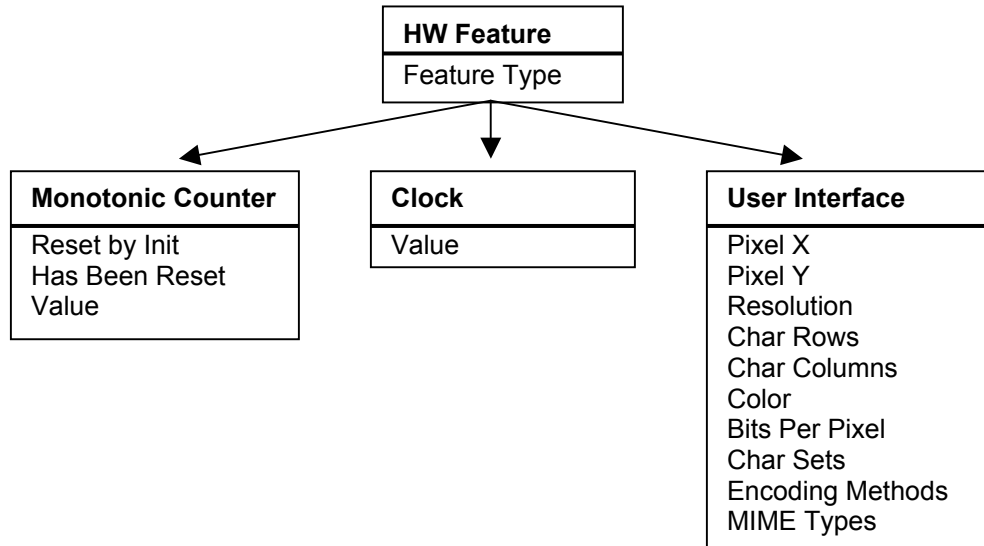 HW Feature
Feature Type
Monotonic Counter
Reset by Init
Has Been Reset
Value
Clock
Value
User Interface
Pixel X
Pixel Y
Resolution
Char Rows
Char Columns
Color
Bits Per Pixel
Char Sets
Encoding Methods
MIME Types